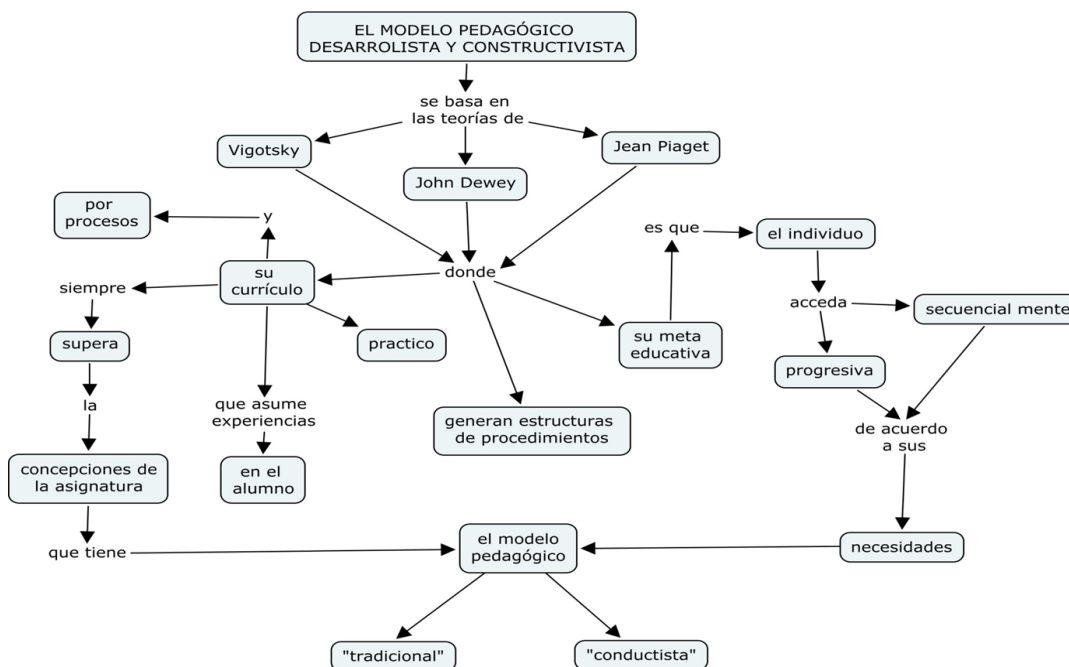 EL MODELO PEDAGÓGICO
DESARROLISTA Y CONSTRUCTIVISTA
se basa en
las teorías de
Vigotsky
John Dewey
Jean Piaget
por
procesos
y
es que
el individuo
donde
su
currículo
siempre
acceda
secuencial mente
supera
practico
su meta
educativa
progresiva
la
que asume
experiencias
generan estructuras
de procedimientos
de acuerdo
a sus
concepciones de
la asignatura
en el
alumno
que tiene
el modelo
pedagógico
necesidades
"tradicional"
"conductista"